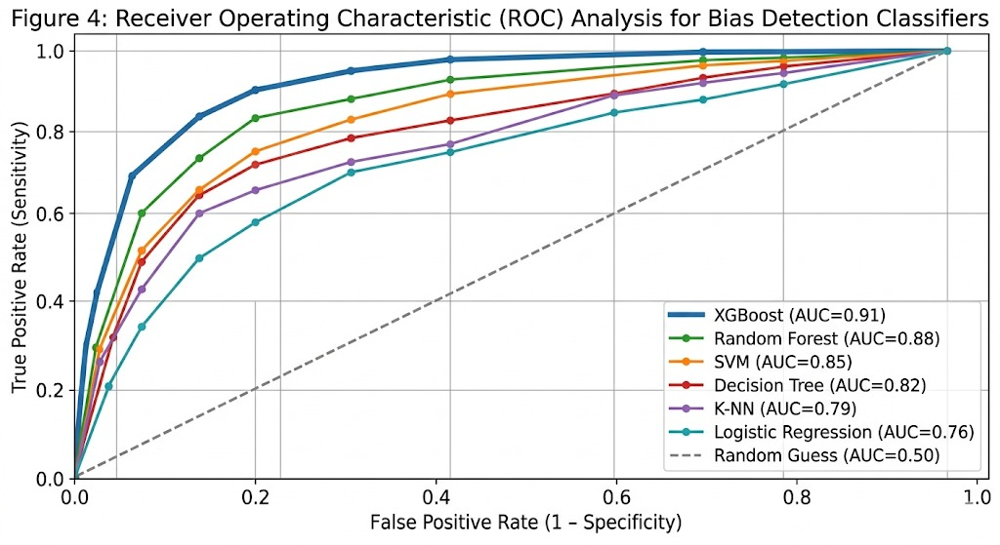 Figure 4: Receiver Operating Characteristic (ROC) Analysis for Bias Detection Classifiers
True Positive Rate (Sensitivity)
1.0
0.8
0.6
0.4
0.2
0.0
XGBoost (AUC=0.91)
Random Forest (AUC=0.88)
SVM (AUC=0.85)
Decision Tree (AUC=0.82)
K-NN (AUC=0.79)
Logistic Regression (AUC=0.76)
Random Guess (AUC=0.50)
0.0 0.2 0.4 0.6 0.8 1.0
False Positive Rate (1 – Specificity)